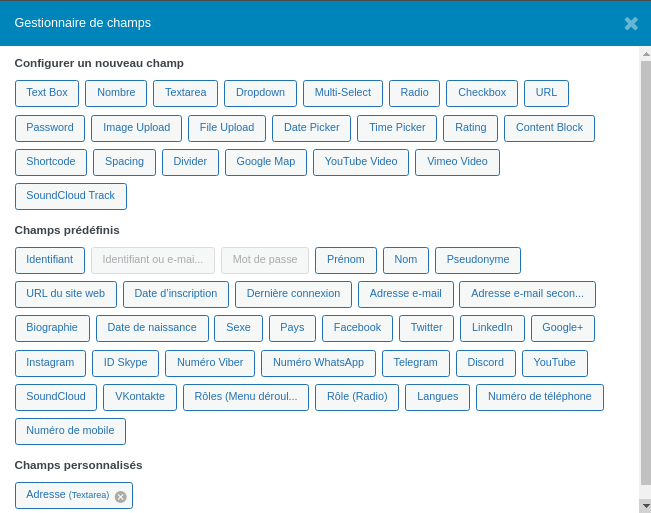 Gestionnaire de champs
Configurer un nouveau champ
Text Box Nombre Textarea Dropdown Multi-Select Radio Checkbox URL
Password Image Upload File Upload Date Picker Time Picker Rating Content Block
Shortcode Spacing Divider Google Map YouTube Video Vimeo Video
SoundCloud Track
Champs prédéfinis
Identifiant Identifiant ou e-mai... Mot de passe Prénom Nom Pseudonyme
URL du site web Date d’inscription Dernière connexion Adresse e-mail Adresse e-mail secon...
Biographie Date de naissance Sexe Pays Facebook Twitter LinkedIn Google+
Instagram ID Skype Numéro Viber Numéro WhatsApp Telegram Discord YouTube
SoundCloud VKontakte Rôles (Menu déroul... Rôle (Radio) Langues Numéro de téléphone
Numéro de mobile
Champs personnalisés
Adresse (Textarea)